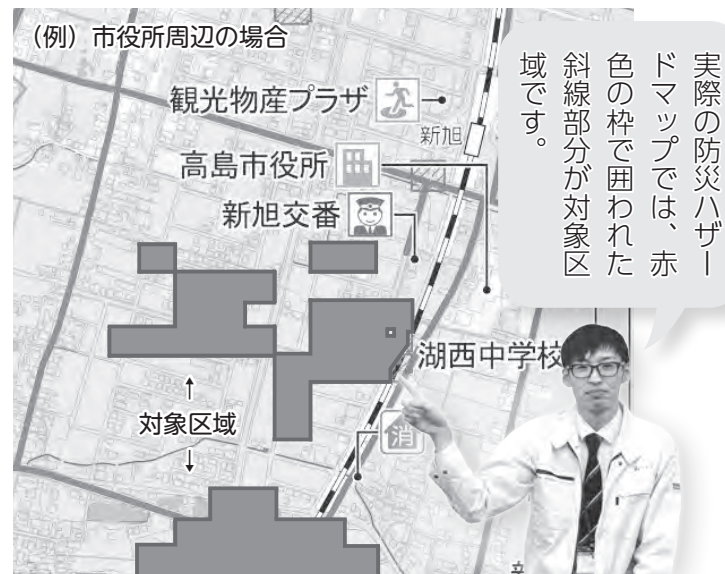 （例）市役所周辺の場合
実際の防災ハザー
ドマップでは、赤
色の枠で囲われた
斜線部分が対象区
域です。
観光物産プラザ
新旭
高島市役所
新旭交番
湖西中学校
↑
対象区域
↓
消